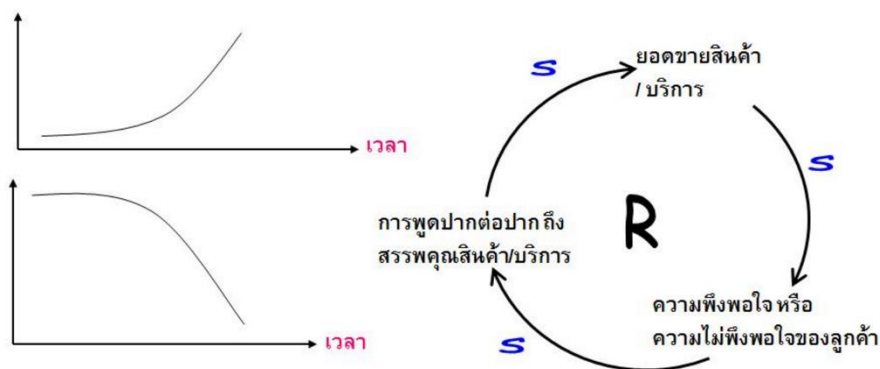 เวลา
เวลา
S
ยอดขายสินค้า
/ บริการ
S
R
การพูดปากต่อปาก ถึง
สรรพคุณสินค้า/บริการ
ความพึงพอใจ หรือ
ความไม่พึงพอใจของลูกค้า
S